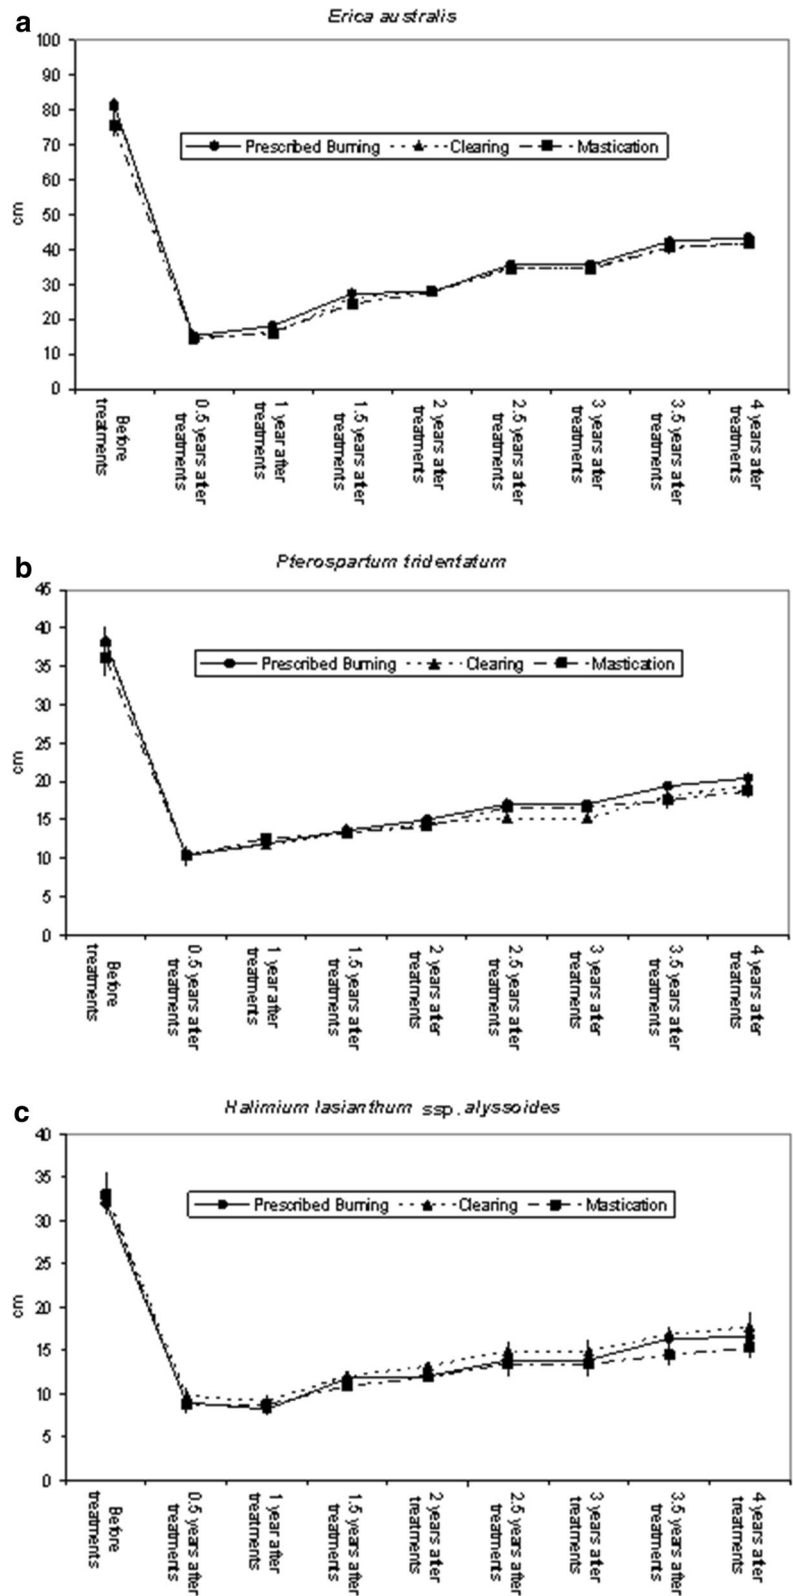 a
Erica australis
100
90
80
70
60
50
40
30
20
10
0
cm
Prescribed Burning Clearing Mastication
Before
treatments
0.5 years after
treatments
1 year after
treatments
1.5 years after
treatments
2 years after
treatments
2.5 years after
treatments
3 years after
treatments
3.5 years after
treatments
4 years after
treatments
b
Pterospartum tridentatum
45
40
35
30
25
20
15
10
5
0
cm
Prescribed Burning Clearing Mastication
Before
treatments
0.5 years after
treatments
1 year after
treatments
1.5 years after
treatments
2 years after
treatments
2.5 years after
treatments
3 years after
treatments
3.5 years after
treatments
4 years after
treatments
c
Halimium lasianthum ssp. alyssoides
40
35
30
25
20
15
10
5
0
cm
Prescribed Burning Clearing Mastication
Before
treatments
0.5 years after
treatments
1 year after
treatments
1.5 years after
treatments
2 years after
treatments
2.5 years after
treatments
3 years after
treatments
3.5 years after
treatments
4 years after
treatments